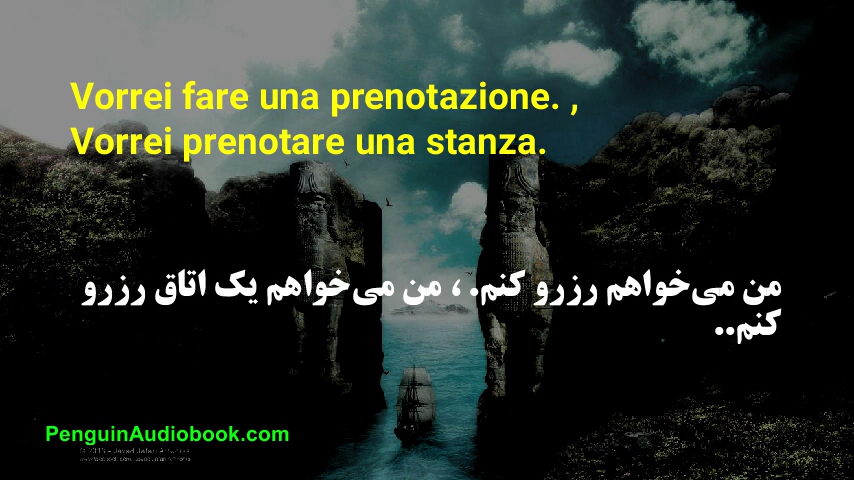 Vorrei fare una prenotazione. ,
Vorrei prenotare una stanza.
من می‌خواهم رزرو کنم. ، من می‌خواهم یک اتاق رزرو
کنم..
PenguinAudiobook.com